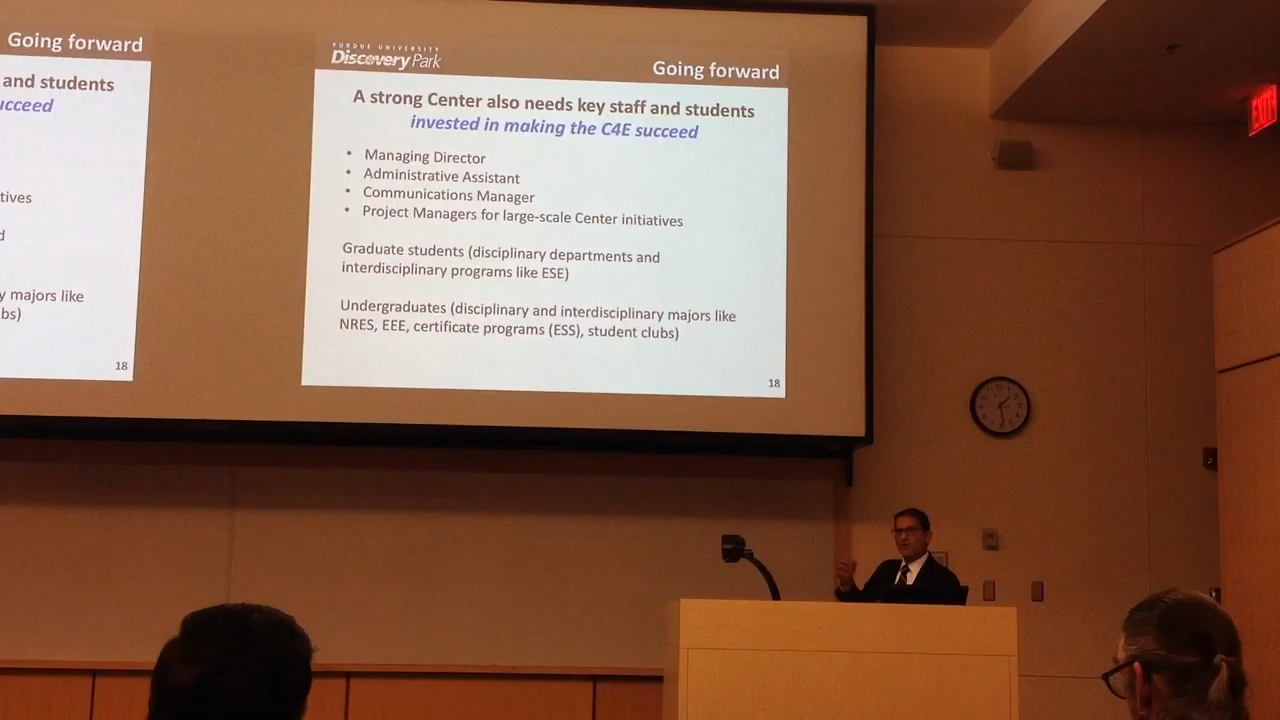 Going forward
and students
ucceed
tives
d
y majors like
bs)
18
PURDUE UNIVERSITY
Discovery Park
Going forward
A strong Center also needs key staff and students
invested in making the C4E succeed
• Managing Director
• Administrative Assistant
• Communications Manager
• Project Managers for large-scale Center initiatives
Graduate students (disciplinary departments and
interdisciplinary programs like ESE)
Undergraduates (disciplinary and interdisciplinary majors like
NRES, EEE, certificate programs (ESS), student clubs)
18
EXIT